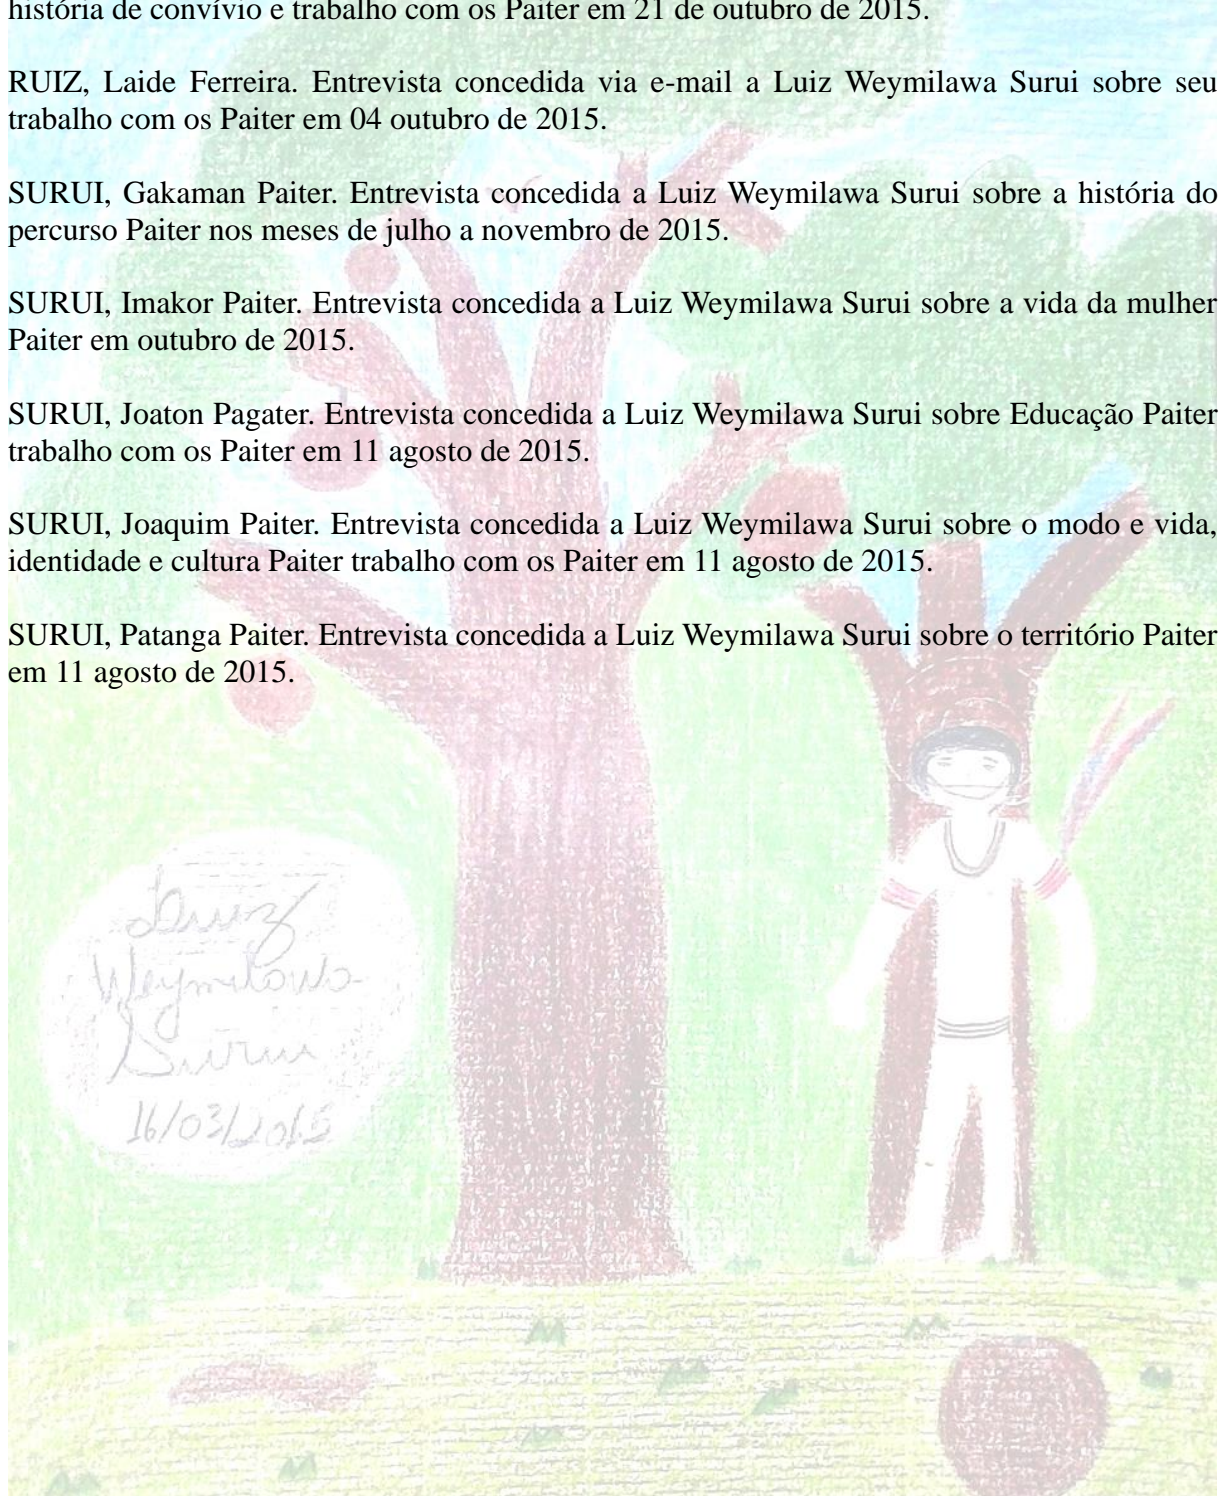 história de convívio e trabalho com os Paiter em 21 de outubro de 2015.
RUIZ, Laide Ferreira. Entrevista concedida via e-mail a Luiz Weymilawa Surui sobre seu
trabalho com os Paiter em 04 outubro de 2015.
SURUI, Gakaman Paiter. Entrevista concedida a Luiz Weymilawa Surui sobre a história do
percurso Paiter nos meses de julho a novembro de 2015.
SURUI, Imakor Paiter. Entrevista concedida a Luiz Weymilawa Surui sobre a vida da mulher
Paiter em outubro de 2015.
SURUI, Joaton Pagater. Entrevista concedida a Luiz Weymilawa Surui sobre Educação Paiter
trabalho com os Paiter em 11 agosto de 2015.
SURUI, Joaquim Paiter. Entrevista concedida a Luiz Weymilawa Surui sobre o modo e vida,
identidade e cultura Paiter trabalho com os Paiter em 11 agosto de 2015.
SURUI, Patanga Paiter. Entrevista concedida a Luiz Weymilawa Surui sobre o território Paiter
em 11 agosto de 2015.
Luiz
Weymilawa
Surui
16/03/2015